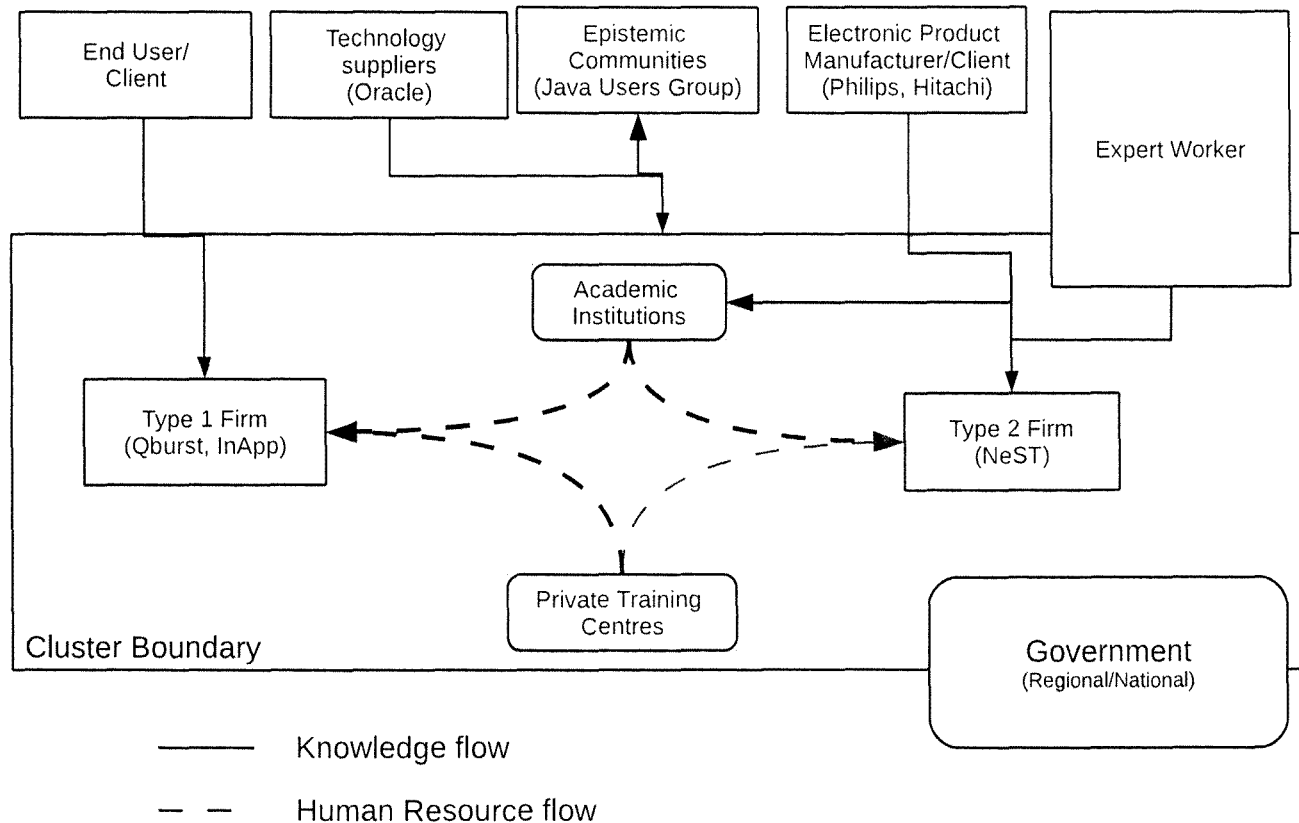 End User/
Client
Technology
suppliers
(Oracle)
Epistemic
Communities
(Java Users Group)
Electronic Product
Manufacturer/Client
(Philips, Hitachi)
Expert Worker
Academic
Institutions
Type 1 Firm
(Qburst, InApp)
Type 2 Firm
(NeST)
Private Training
Centres
Cluster Boundary
Government
(Regional/National)
Knowledge flow
Human Resource flow